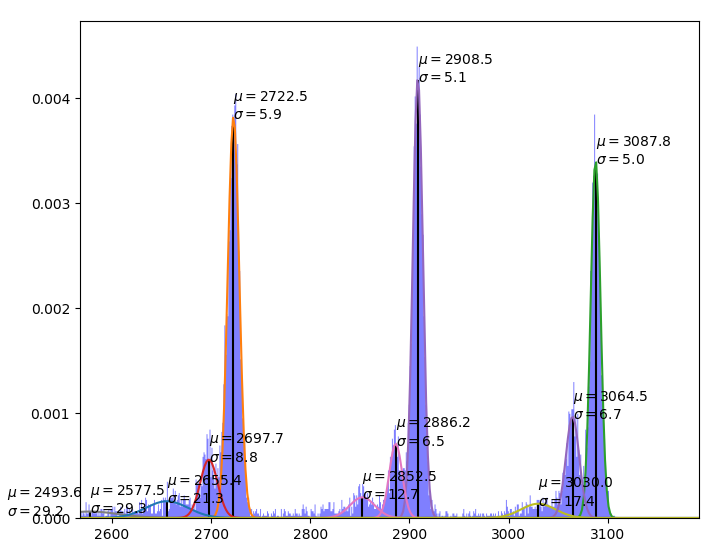 μ = 2908.5
σ = 5.1
μ = 2722.5
σ = 5.9
μ = 3087.8
σ = 5.0
μ = 3064.5
σ = 6.7
μ = 2886.2
σ = 6.5
μ = 2697.7
σ = 8.8
μ = 2852.5
σ = 12.7
μ = 2655.4
σ = 21.3
μ = 3030.0
σ = 17.4
μ = 2577.5
σ = 29.3
μ = 2493.6
σ = 29.2
0.004
0.003
0.002
0.001
0.000
2600 2700 2800 2900 3000 3100